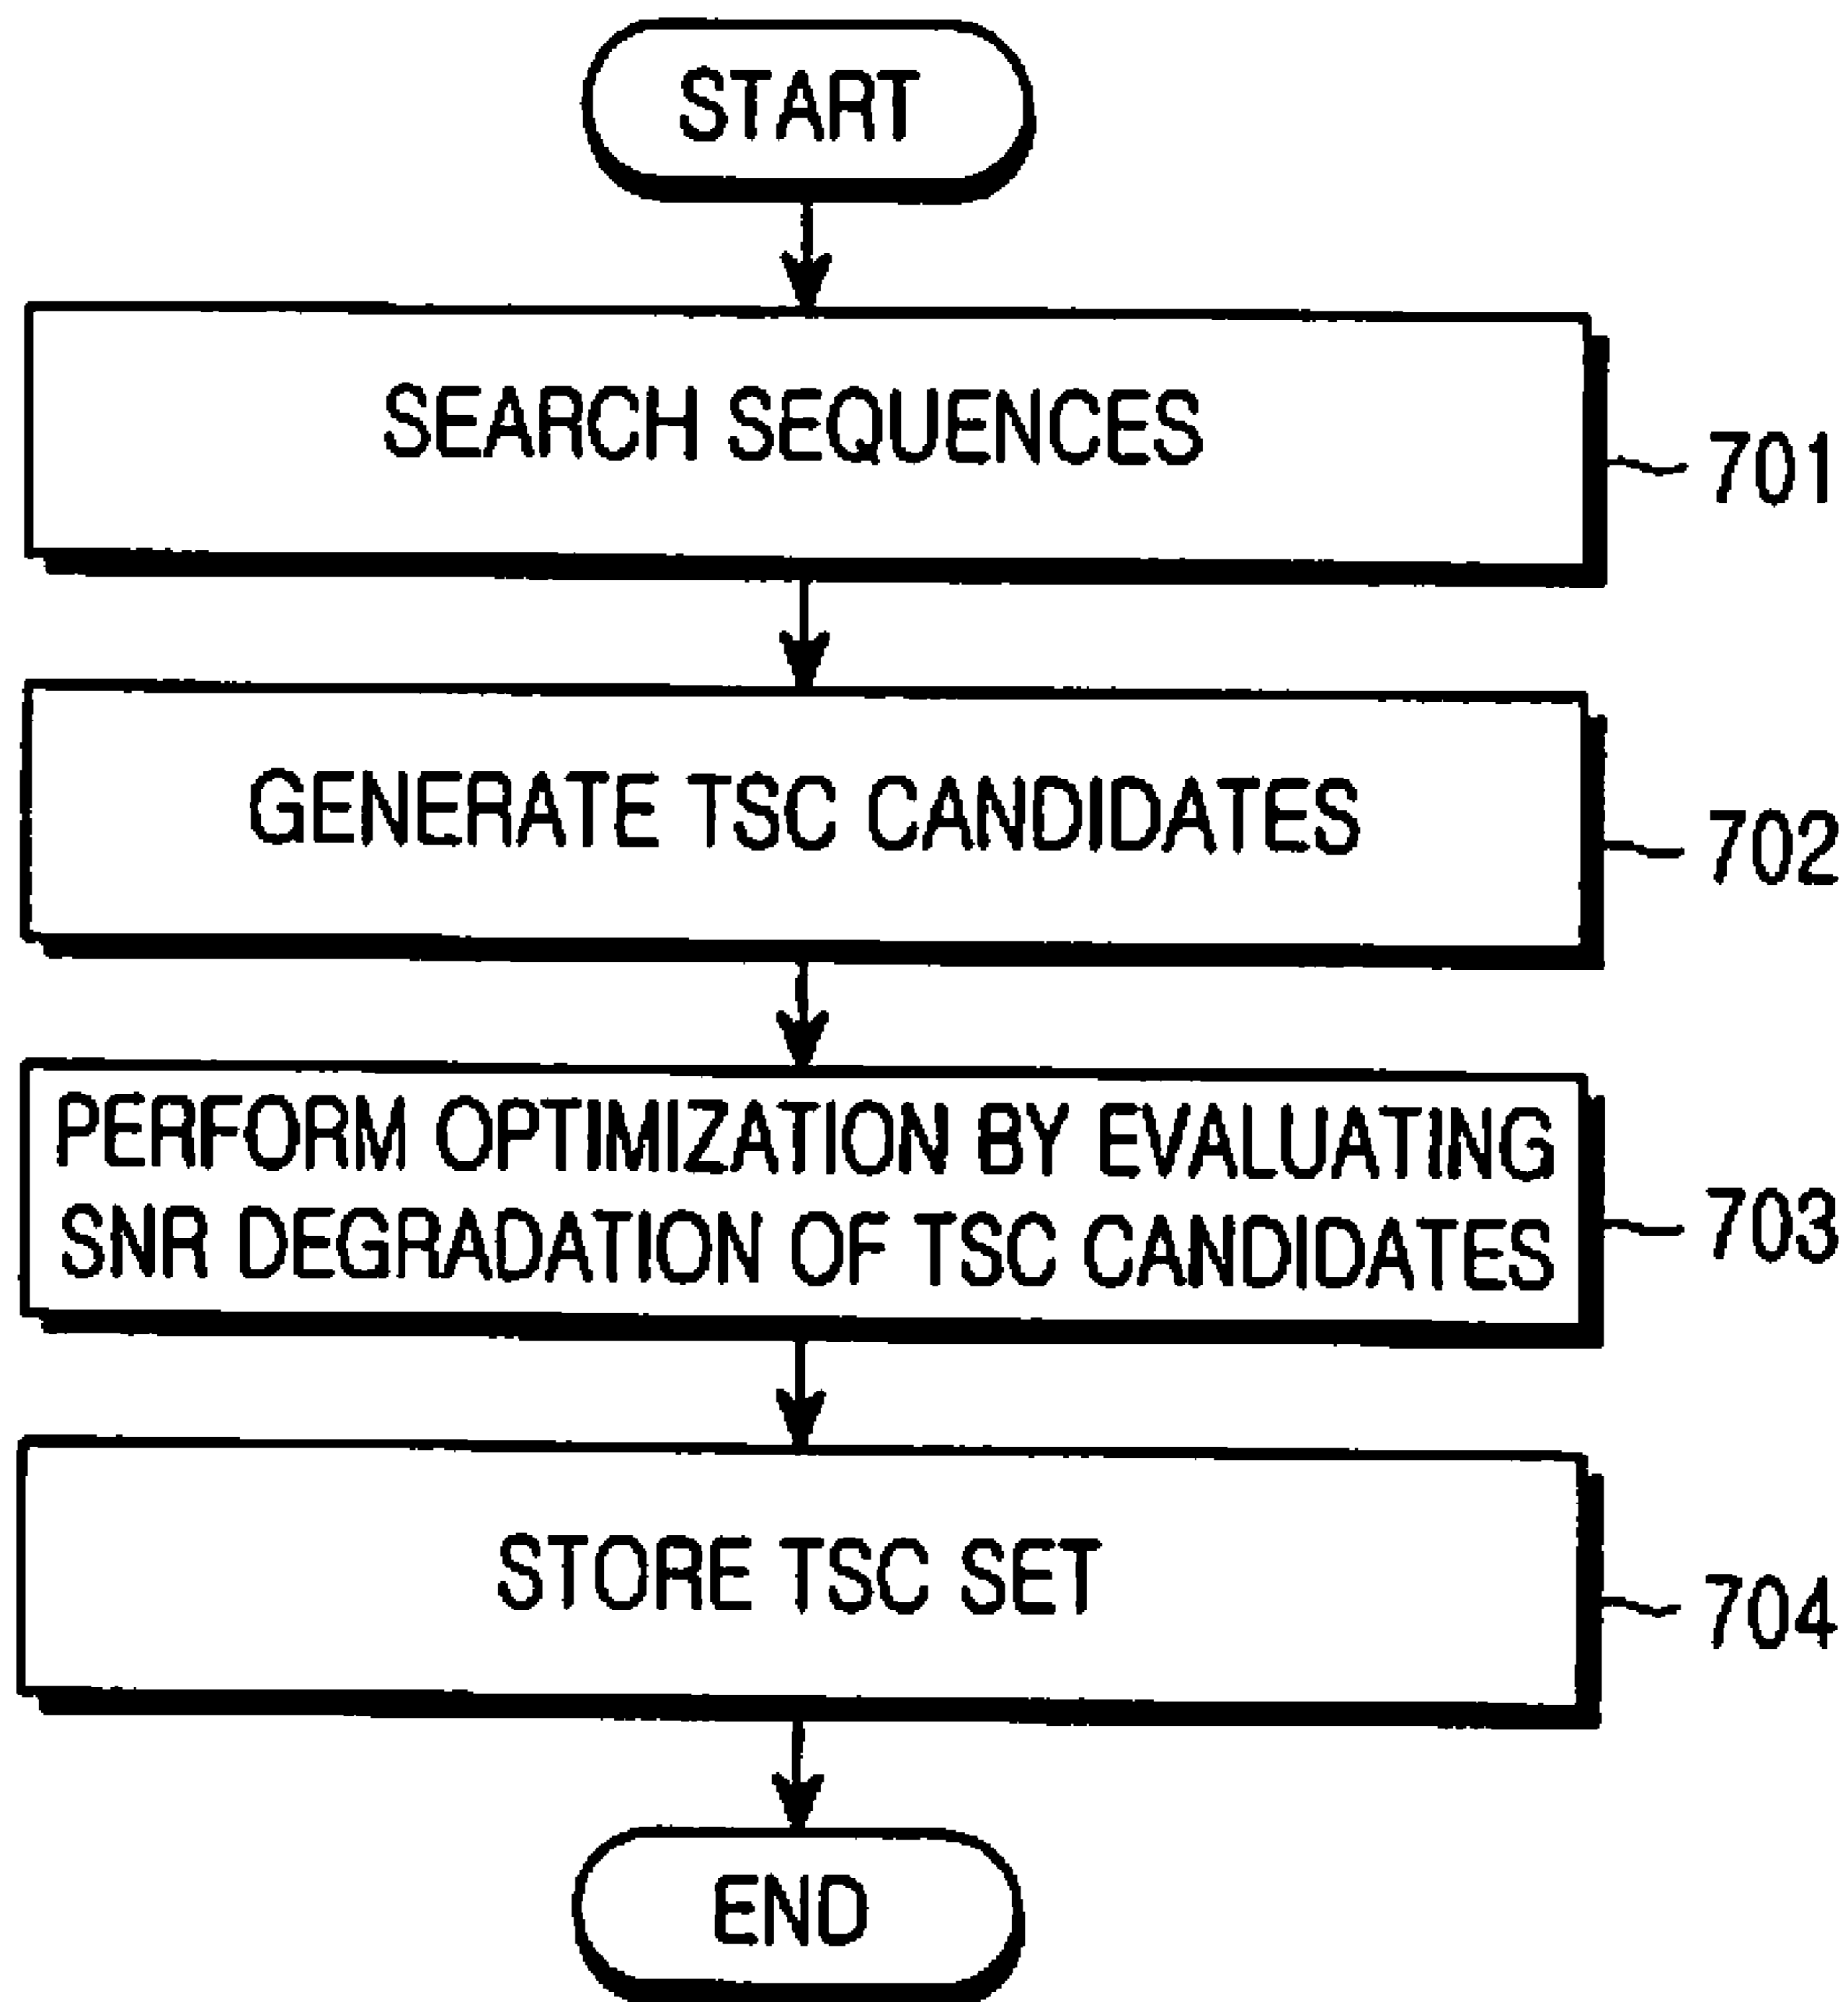 START
SEARCH SEQUENCES
701
GENERATE TSC CANDIDATES
702
PERFORM OPTIMIZATION BY EVALUATING
SNR DEGRADATION OF TSC CANDIDATES
703
STORE TSC SET
704
END